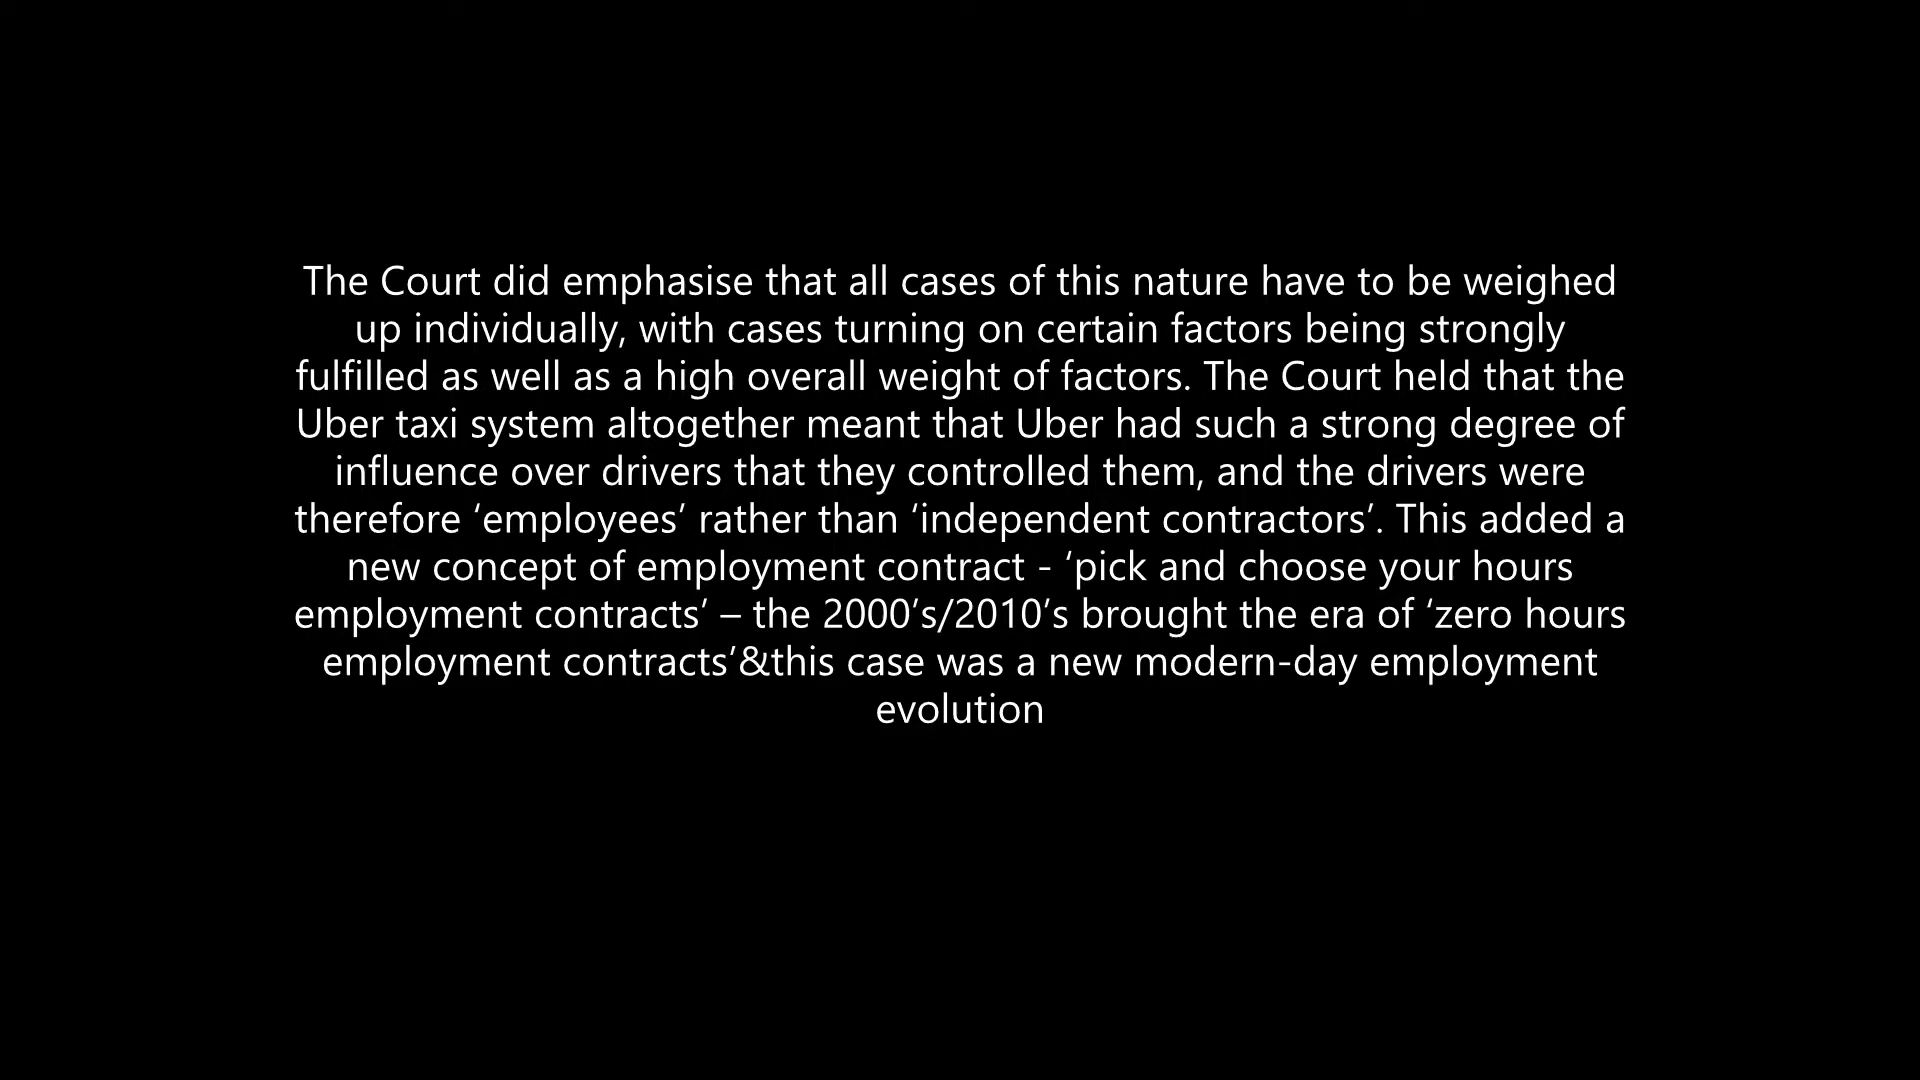 The Court did emphasise that all cases of this nature have to be weighed
up individually, with cases turning on certain factors being strongly
fulfilled as well as a high overall weight of factors. The Court held that the
Uber taxi system altogether meant that Uber had such a strong degree of
influence over drivers that they controlled them, and the drivers were
therefore ‘employees’ rather than ‘independent contractors’. This added a
new concept of employment contract - ‘pick and choose your hours
employment contracts’ – the 2000’s/2010’s brought the era of ‘zero hours
employment contracts’&this case was a new modern-day employment
evolution